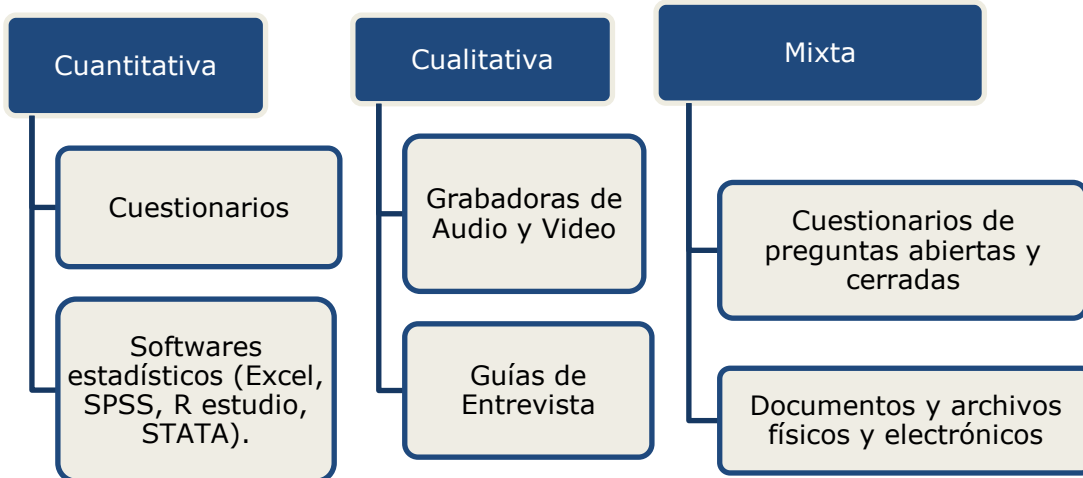 Cuantitativa
Cuestionarios
Softwares
estadísticos (Excel,
SPSS, R estudio,
STATA).
Cualitativa
Grabadoras de
Audio y Video
Guías de
Entrevista
Mixta
Cuestionarios de
preguntas abiertas y
cerradas
Documentos y archivos
físicos y electrónicos